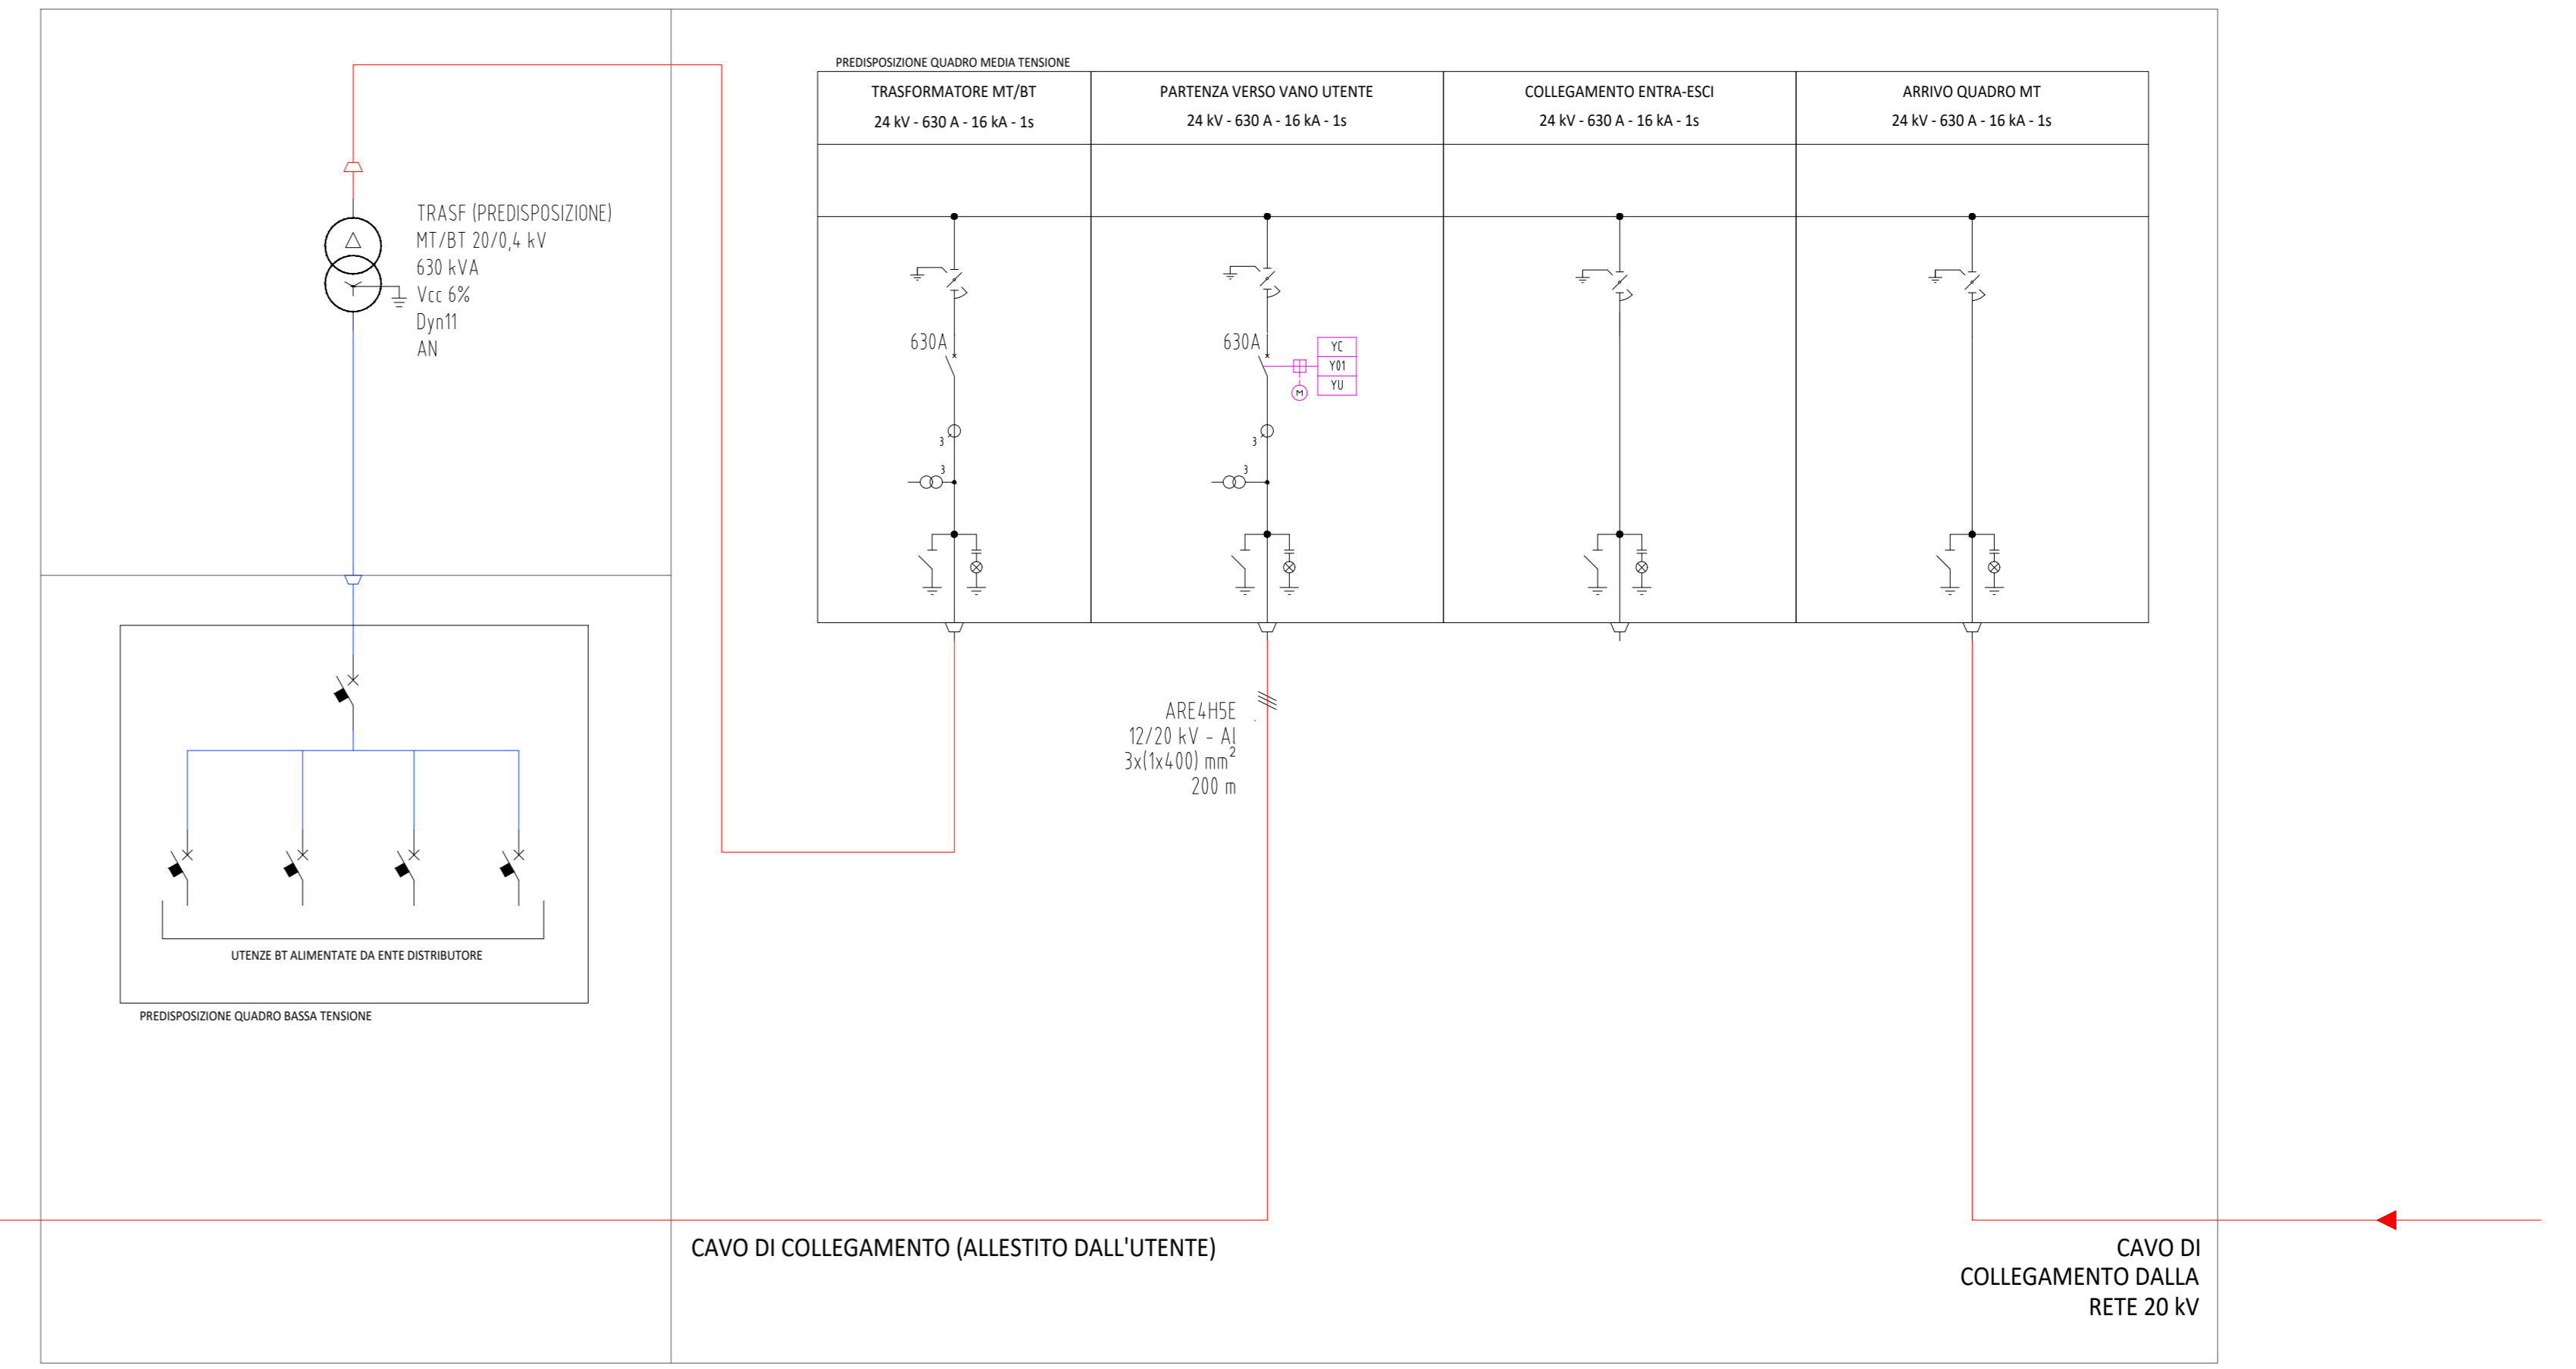 PREDISPOSIZIONE QUADRO MEDIA TENSIONE
TRASFORMATORE MT/BT
24 kV - 630 A - 16 kA - 1s
PARTENZA VERSO VANO UTENTE
24 kV - 630 A - 16 kA - 1s
COLLEGAMENTO ENTRA-ESCI
24 kV - 630 A - 16 kA - 1s
ARRIVO QUADRO MT
24 kV - 630 A - 16 kA - 1s
TRASF (PREDISPOSIZIONE)
MT/BT 20/0,4 kV
630 kVA
Vcc 6%
Dyn11
AN
630A
3
3
630A
YC
Y01
YU
M
3
3
ARE4H5E
12/20 kV - Al
3x(1x400) mm²
200 m
UTENZE BT ALIMENTATE DA ENTE DISTRIBUTORE
PREDISPOSIZIONE QUADRO BASSA TENSIONE
CAVO DI COLLEGAMENTO (ALLESTITO DALL'UTENTE)
CAVO DI
COLLEGAMENTO DALLA
RETE 20 kV